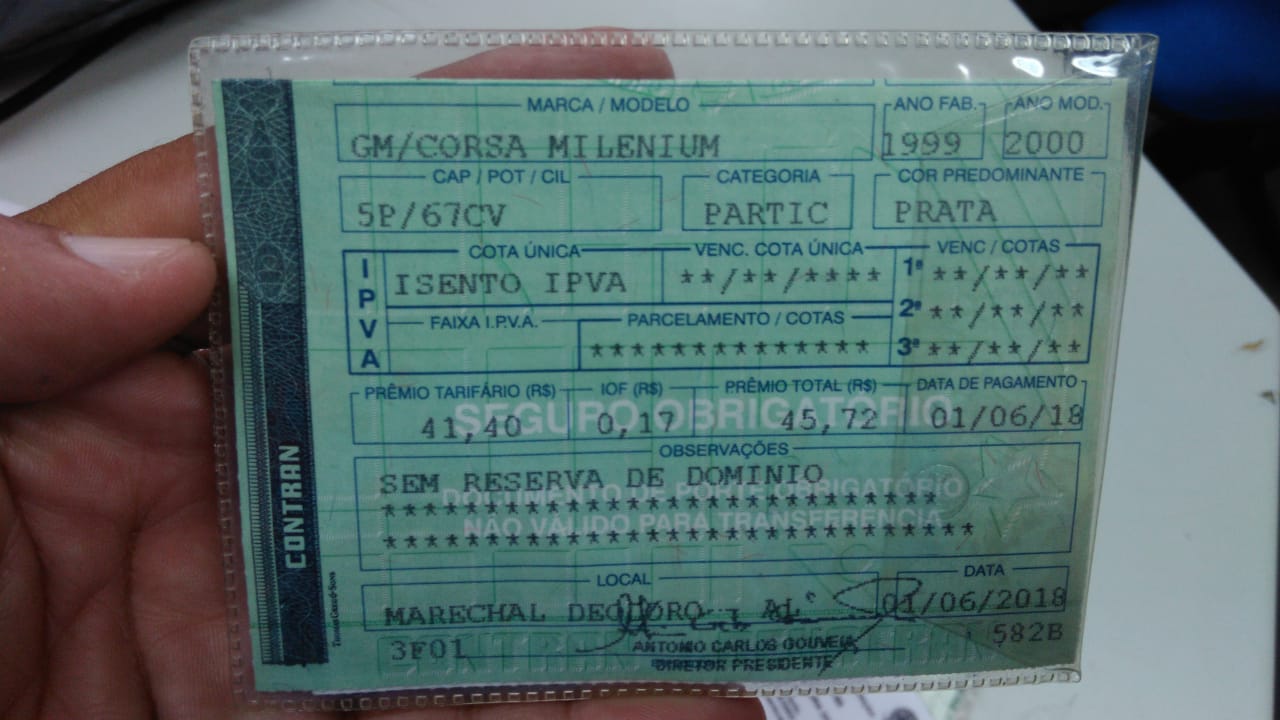 MARCA / MODELO ANO FAB. ANO MOD.
GM/CORSA MILENIUM 1999 2000
CAP / POT / CIL CATEGORIA COR PREDOMINANTE
5P/67CV PARTIC PRATA
IPVA
COTA ÚNICA VENC. COTA ÚNICA VENC / COTAS
ISENTO IPVA **/**/**** 1ª **/**/**
2ª **/**/**
FAIXA I.P.V.A. PARCELAMENTO / COTAS
************** 3ª **/**/**
PRÊMIO TARIFÁRIO (R$) IOF (R$) PRÊMIO TOTAL (R$) DATA DE PAGAMENTO
SEGURO OBRIGATÓRIO
41,40 0,17 45,72 01/06/18
OBSERVAÇÕES
SEM RESERVA DE DOMINIO
DOCUMENTO DE PORTE OBRIGATÓRIO
***********************************
NÃO VÁLIDO PARA TRANSFERÊNCIA
**************************************
LOCAL DATA
MARECHAL DEODORO AL 01/06/2018
3F01 ANTONIO CARLOS GOUVEIA 582B
DIRETOR PRESIDENTE
CONTRAN